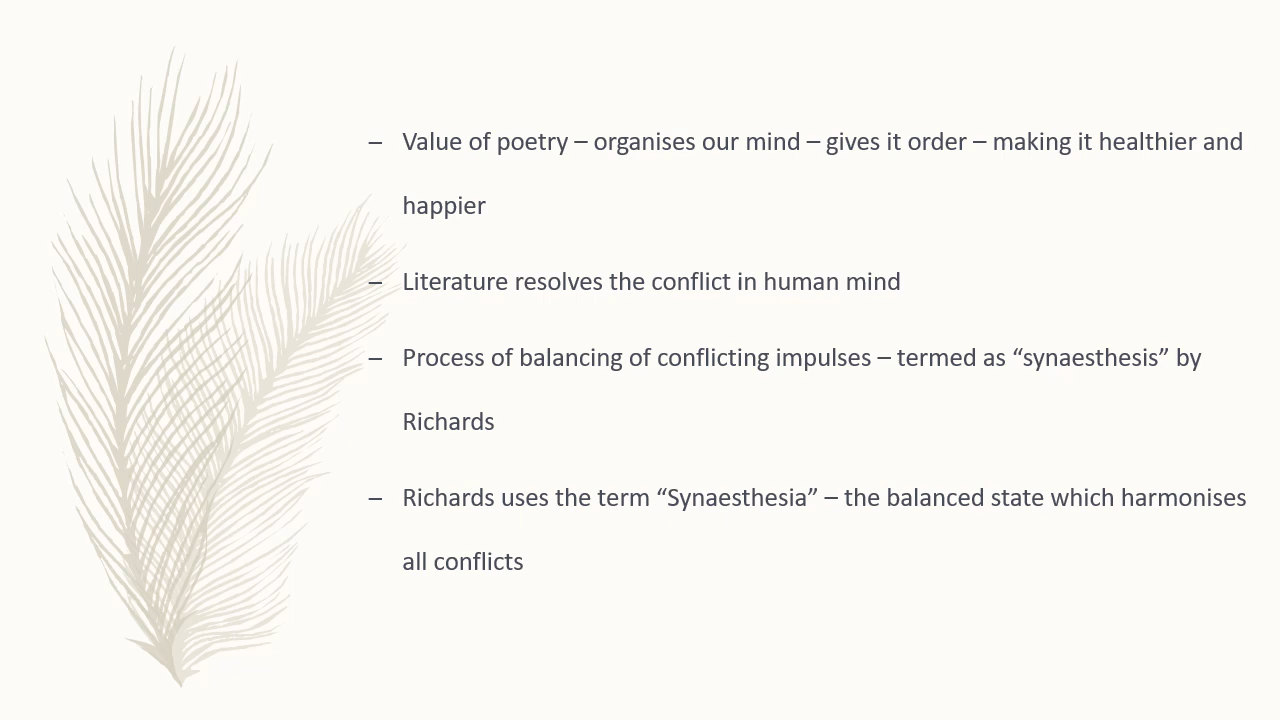 – Value of poetry – organises our mind – gives it order – making it healthier and
happier
– Literature resolves the conflict in human mind
– Process of balancing of conflicting impulses – termed as “synaesthesis” by
Richards
– Richards uses the term “Synaesthesia” – the balanced state which harmonises
all conflicts